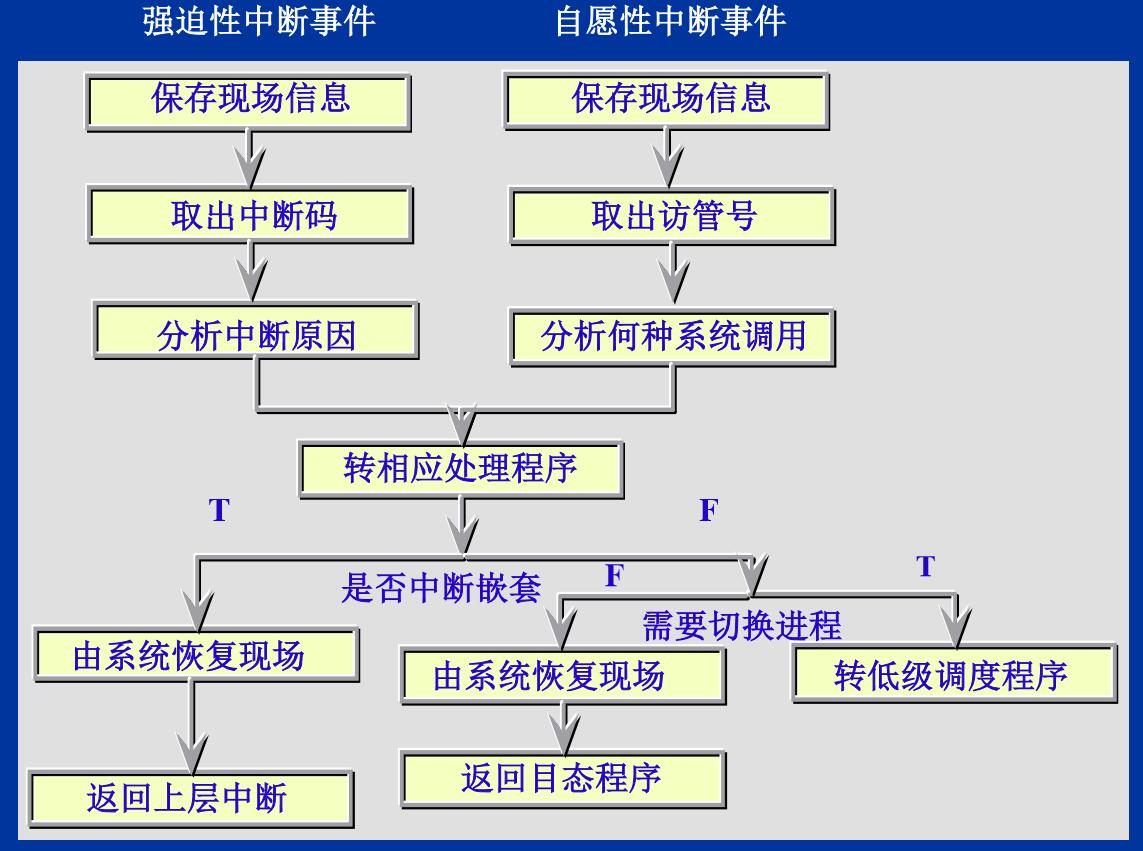 强迫性中断事件
自愿性中断事件
保存现场信息
保存现场信息
取出中断码
取出访管号
分析中断原因
分析何种系统调用
转相应处理程序
T
F
是否中断嵌套
F
T
需要切换进程
由系统恢复现场
由系统恢复现场
转低级调度程序
返回上层中断
返回目态程序